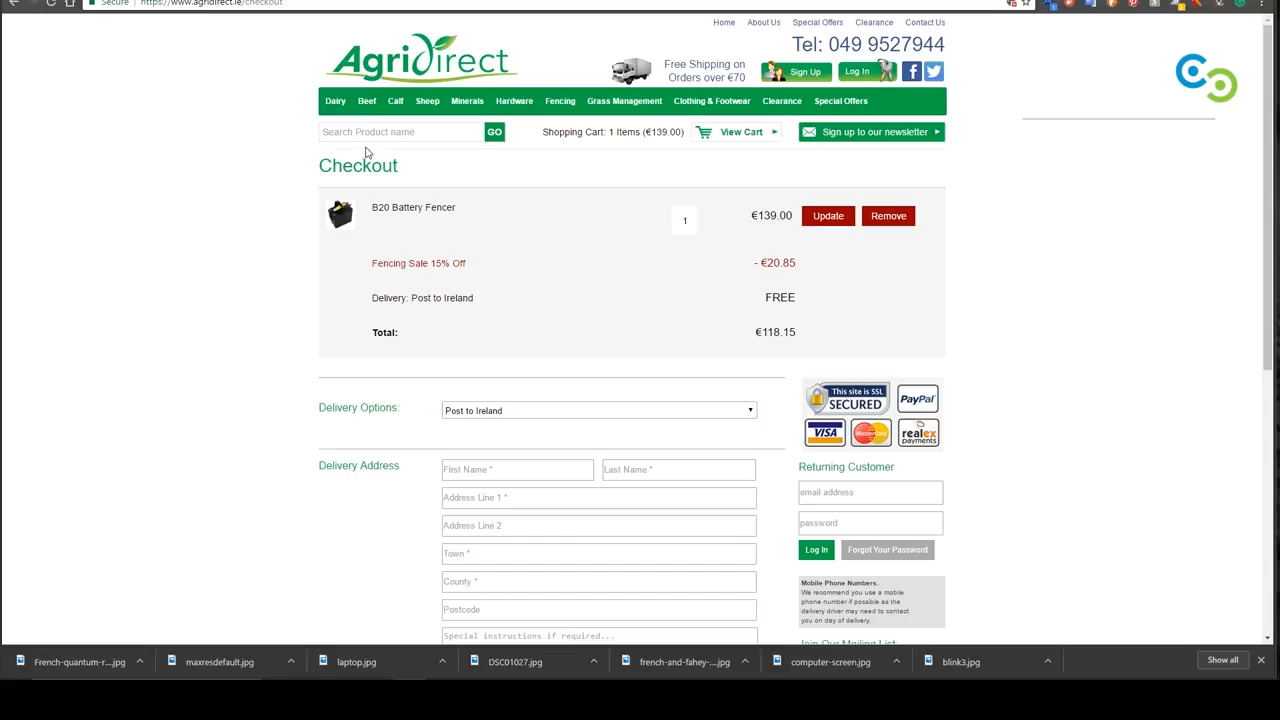 Secure https://www.agridirect.ie/checkout
Home About Us Special Offers Clearance Contact Us
Agridirect
Tel: 049 9527944
Free Shipping on
Orders over €70
Sign Up
Log In
Dairy Beef Calf Sheep Minerals Hardware Fencing Grass Management Clothing & Footwear Clearance Special Offers
Search Product name GO Shopping Cart: 1 Items (€139.00) View Cart Sign up to our newsletter
Checkout
B20 Battery Fencer 1 €139.00 Update Remove
Fencing Sale 15% Off - €20.85
Delivery: Post to Ireland FREE
Total: €118.15
Delivery Options: Post to Ireland
This site is SSL
SECURED
PayPal
VISA MasterCard realex
payments
Delivery Address
First Name * Last Name *
Address Line 1 *
Address Line 2
Town *
County *
Postcode
Special instructions if required...
Returning Customer
email address
password
Log In Forgot Your Password
Mobile Phone Numbers.
We recommend you use a mobile
phone number if possible as the
delivery driver may need to contact
you on day of delivery.
Join Our Mailing List:
French-quantum-r....jpg maxresdefault.jpg laptop.jpg DSC01027.jpg french-and-fahey-....jpg computer-screen.jpg blink3.jpg Show all